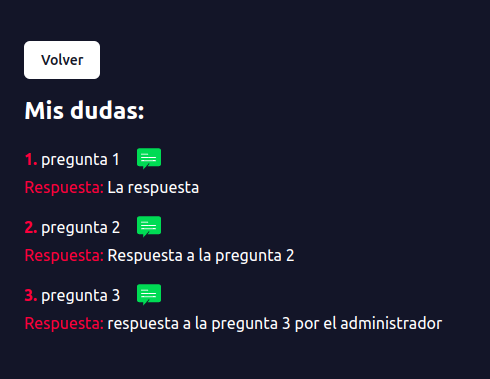 Volver
Mis dudas:
1. pregunta 1
Respuesta: La respuesta
2. pregunta 2
Respuesta: Respuesta a la pregunta 2
3. pregunta 3
Respuesta: respuesta a la pregunta 3 por el administrador